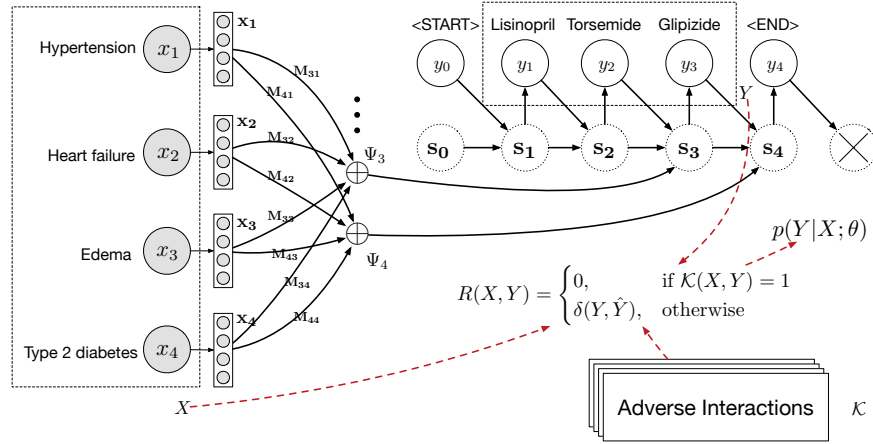 <START> Lisinopril Torsemide Glipizide <END>
Hypertension x₁ 𝐱₁
y₀ y₁ y₂ y₃ y₄
M₃₁
M₄₁
Y
Heart failure x₂ 𝐱₂
M₃₂
M₄₂
Ψ₃
s₀ s₁ s₂ s₃ s₄
Edema x₃ 𝐱₃
M₃₃
M₄₃
M₃₄
Ψ₄
p(Y|X; θ)
R(X, Y) = { 0, if 𝒦(X, Y) = 1
δ(Y, Ŷ), otherwise
Type 2 diabetes x₄ 𝐱₄
M₄₄
X
Adverse Interactions 𝒦